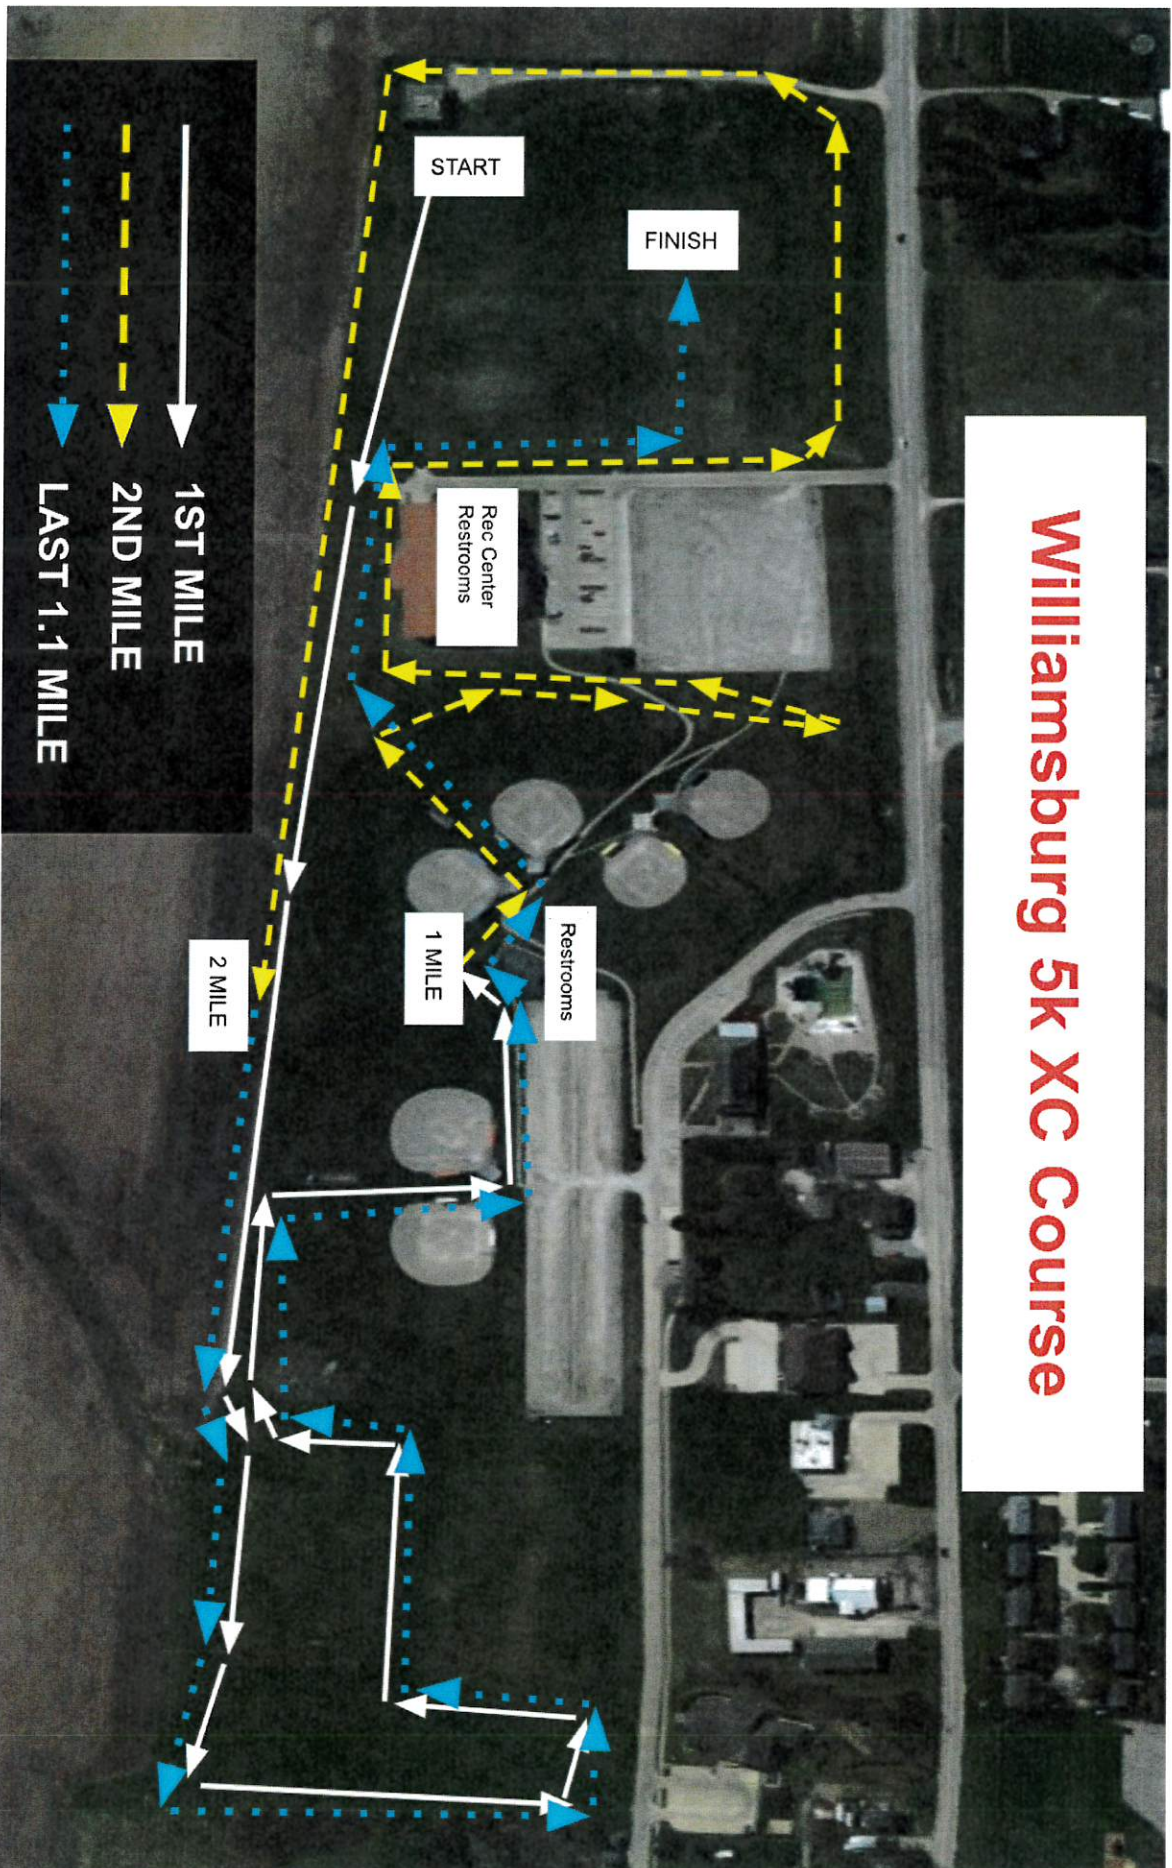 Williamsburg 5k XC Course
START
FINISH
Rec Center
Restrooms
Restrooms
1 MILE
2 MILE
1ST MILE
2ND MILE
LAST 1.1 MILE